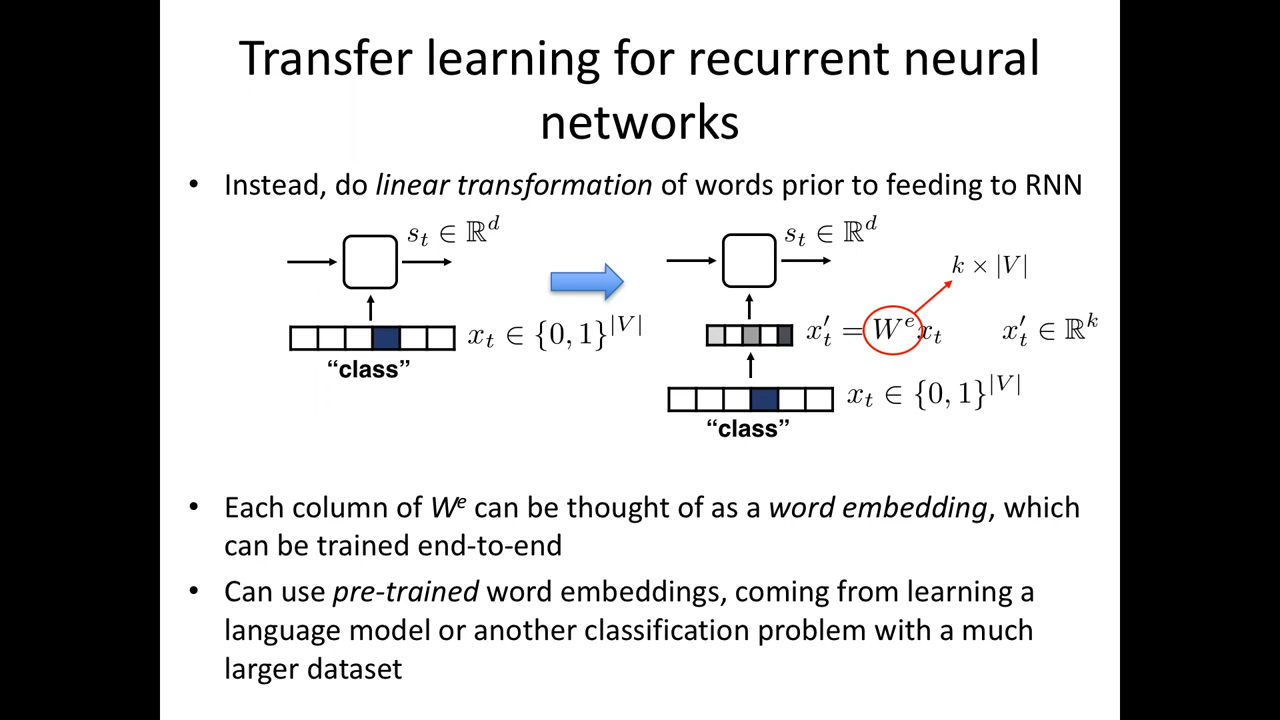 Transfer learning for recurrent neural
networks
• Instead, do linear transformation of words prior to feeding to RNN
s_t ∈ ℝ^d
x_t ∈ {0, 1}^{|V|}
"class"
s_t ∈ ℝ^d
k × |V|
x'_t = W^e x_t x'_t ∈ ℝ^k
x_t ∈ {0, 1}^{|V|}
"class"
• Each column of W^e can be thought of as a word embedding, which
can be trained end-to-end
• Can use pre-trained word embeddings, coming from learning a
language model or another classification problem with a much
larger dataset